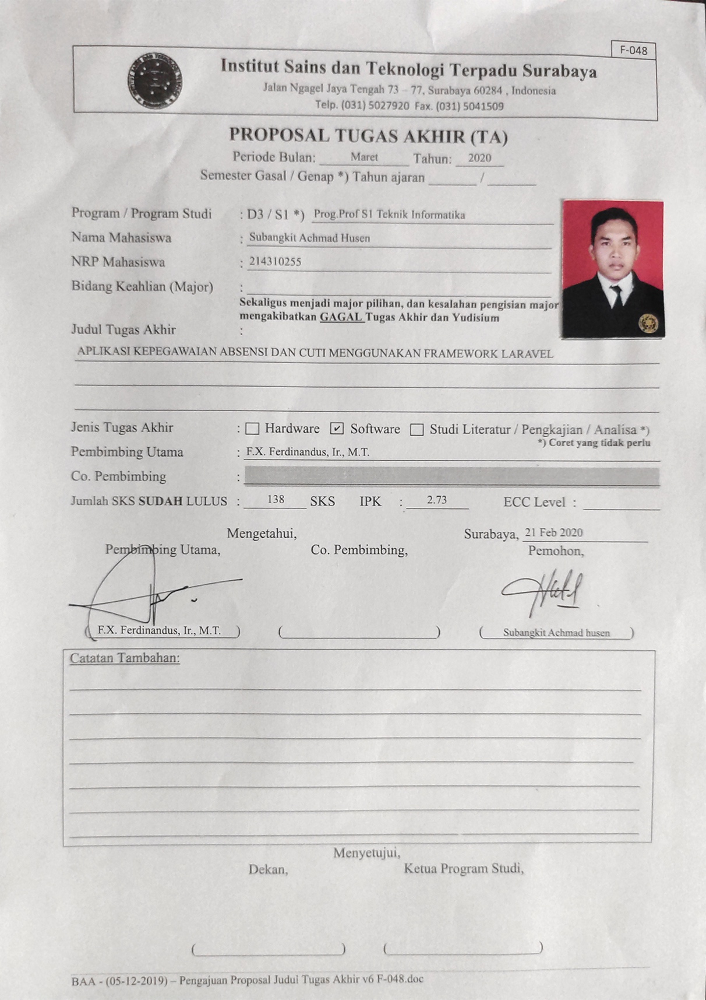 F-048
Institut Sains dan Teknologi Terpadu Surabaya
Jalan Ngagel Jaya Tengah 73 – 77, Surabaya 60284 , Indonesia
Telp. (031) 5027920 Fax. (031) 5041509
PROPOSAL TUGAS AKHIR (TA)
Periode Bulan: Maret Tahun: 2020
Semester Gasal / Genap *) Tahun ajaran ______ / ______
Program / Program Studi : D3 / S1 *) Prog.Prof S1 Teknik Informatika
Nama Mahasiswa : Subangkit Achmad Husen
NRP Mahasiswa : 214310255
Bidang Keahlian (Major) :
Sekaligus menjadi major pilihan, dan kesalahan pengisian major
mengakibatkan GAGAL Tugas Akhir dan Yudisium
Judul Tugas Akhir :
APLIKASI KEPEGAWAIAN ABSENSI DAN CUTI MENGGUNAKAN FRAMEWORK LARAVEL
Jenis Tugas Akhir : ☐ Hardware ☑ Software ☐ Studi Literatur / Pengkajian / Analisa *)
*) Coret yang tidak perlu
Pembimbing Utama : F.X. Ferdinandus, Ir., M.T.
Co. Pembimbing :
Jumlah SKS SUDAH LULUS : 138 SKS IPK : 2.73 ECC Level :
Mengetahui, Surabaya, 21 Feb 2020
Pembimbing Utama, Co. Pembimbing, Pemohon,
( F.X. Ferdinandus, Ir., M.T. ) ( ) ( Subangkit Achmad husen )
Catatan Tambahan:
Menyetujui,
Dekan, Ketua Program Studi,
( ) ( )
BAA - (05-12-2019) – Pengajuan Proposal Judul Tugas Akhir v6 F-048.doc